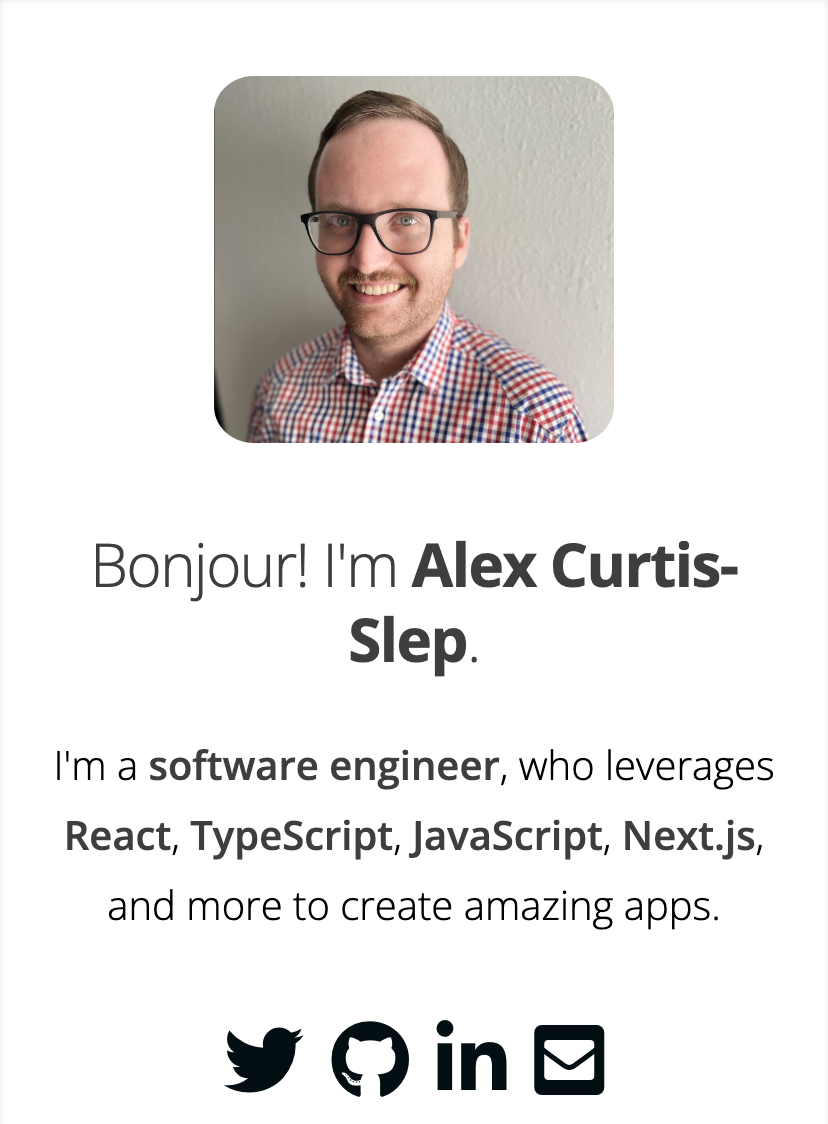 Bonjour! I'm Alex Curtis-
Slep.
I'm a software engineer, who leverages
React, TypeScript, JavaScript, Next.js,
and more to create amazing apps.
in